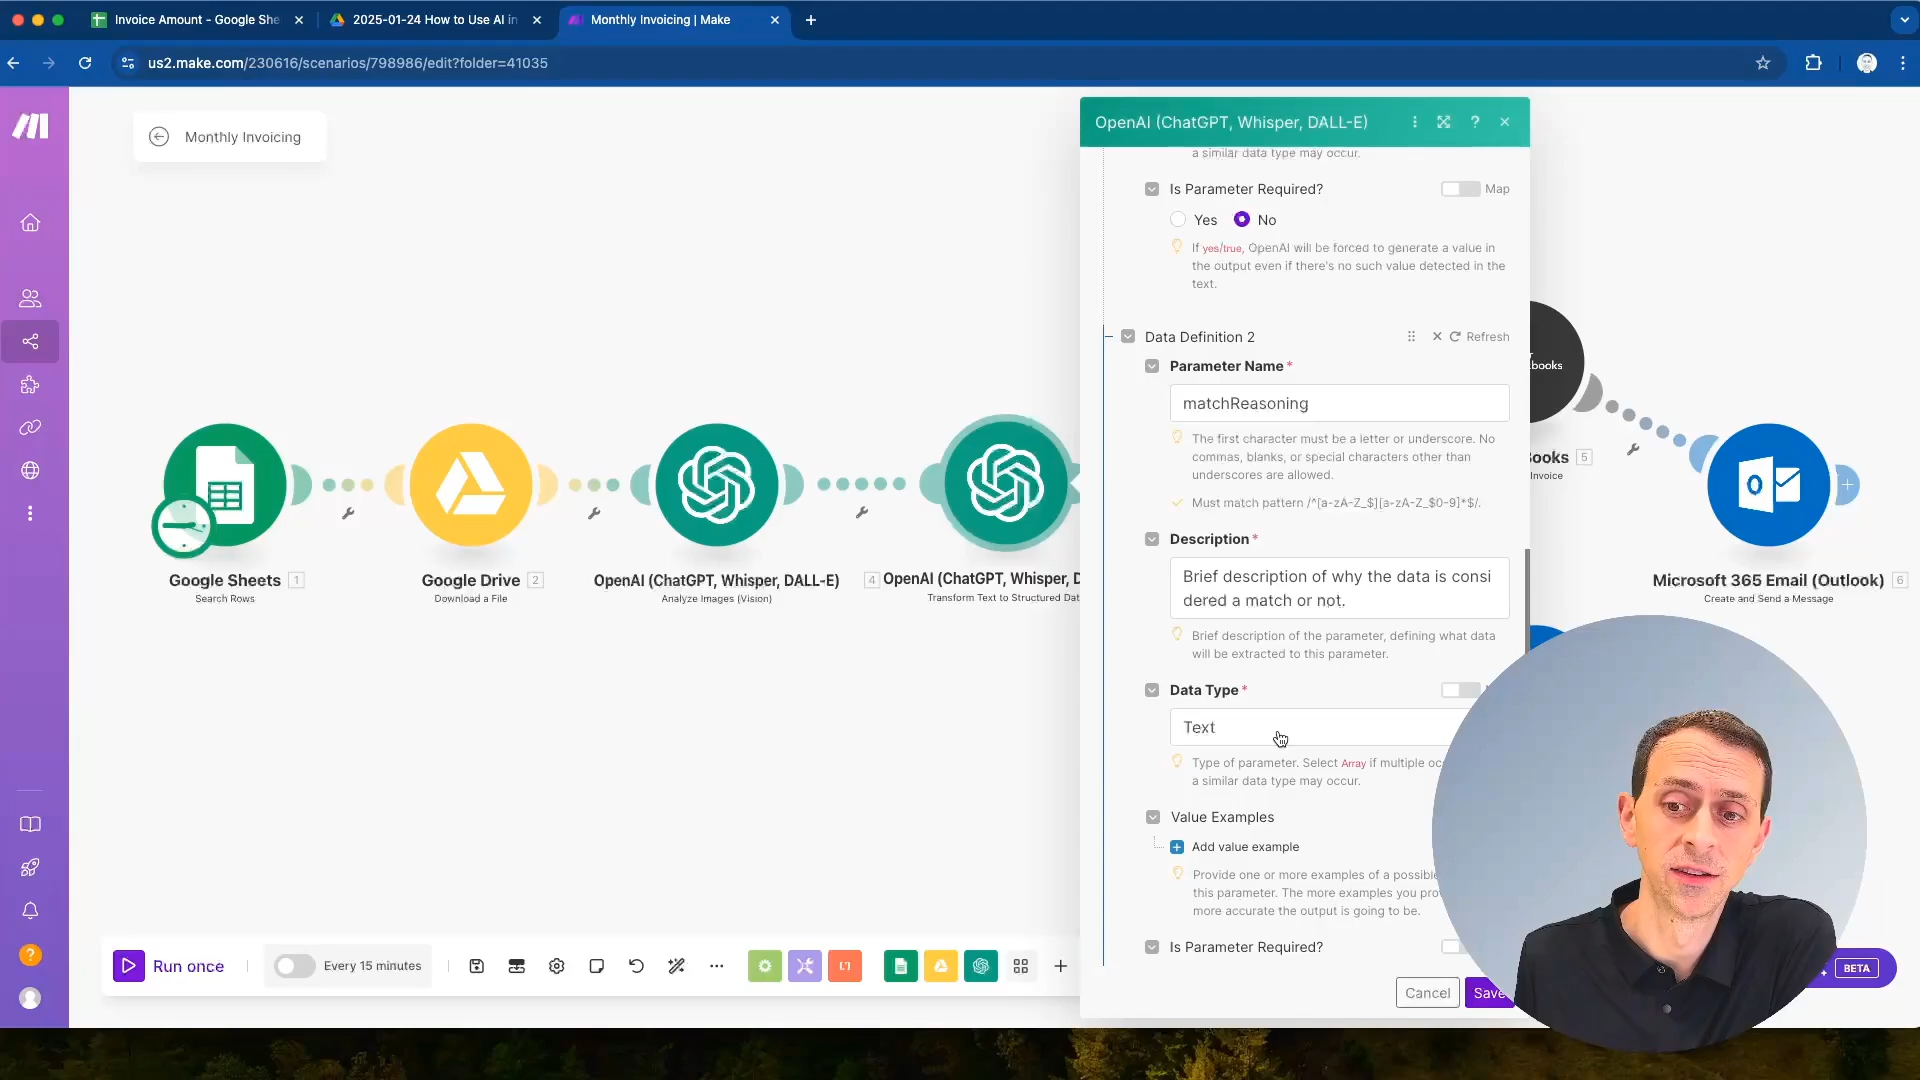 Invoice Amount - Google She
2025-01-24 How to Use AI in
Monthly Invoicing | Make
us2.make.com/230616/scenarios/798986/edit?folder=41035
Monthly Invoicing
OpenAI (ChatGPT, Whisper, DALL-E)
a similar data type may occur.
Is Parameter Required?
Map
Yes
No
If yes/true, OpenAI will be forced to generate a value in
the output even if there's no such value detected in the
text.
Data Definition 2
Refresh
Parameter Name *
matchReasoning
The first character must be a letter or underscore. No
commas, blanks, or special characters other than
underscores are allowed.
Must match pattern /^[a-zA-Z_$][a-zA-Z_$0-9]*$/.
Description *
Brief description of why the data is consi
dered a match or not.
Brief description of the parameter, defining what data
will be extracted to this parameter.
Data Type *
Text
Type of parameter. Select Array if multiple
a similar data type may occur.
Value Examples
Add value example
Provide one or more examples of a possible
this parameter. The more examples you
more accurate the output is going to be.
Is Parameter Required?
Cancel
Save
Google Sheets 1
Search Rows
Google Drive 2
Download a File
OpenAI (ChatGPT, Whisper, DALL-E)
Analyze Images (Vision)
4
OpenAI (ChatGPT, Whisper, D
Transform Text to Structured Dat
books
Books 5
Invoice
Microsoft 365 Email (Outlook) 6
Create and Send a Message
Run once
Every 15 minutes
BETA